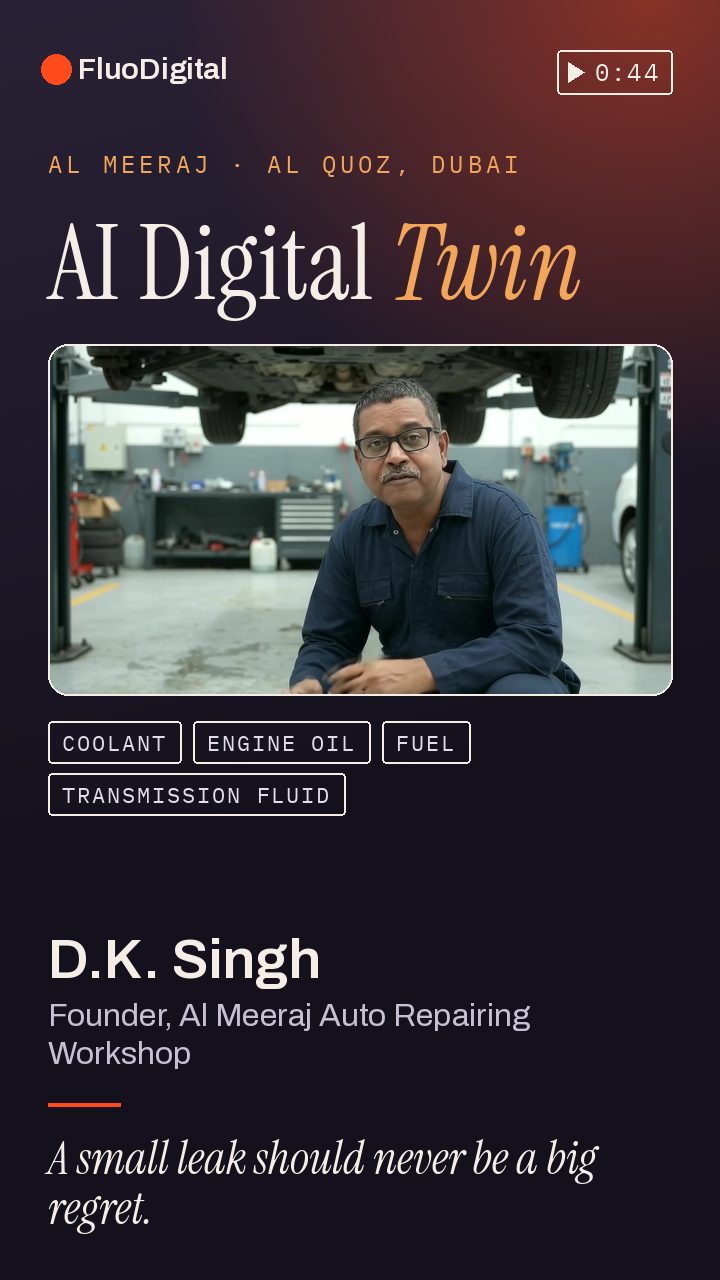 FluoDigital
0:44
AL MEERAJ · AL QUOZ, DUBAI
AI Digital Twin
COOLANT
ENGINE OIL
FUEL
TRANSMISSION FLUID
D.K. Singh
Founder, Al Meeraj Auto Repairing
Workshop
A small leak should never be a big
regret.